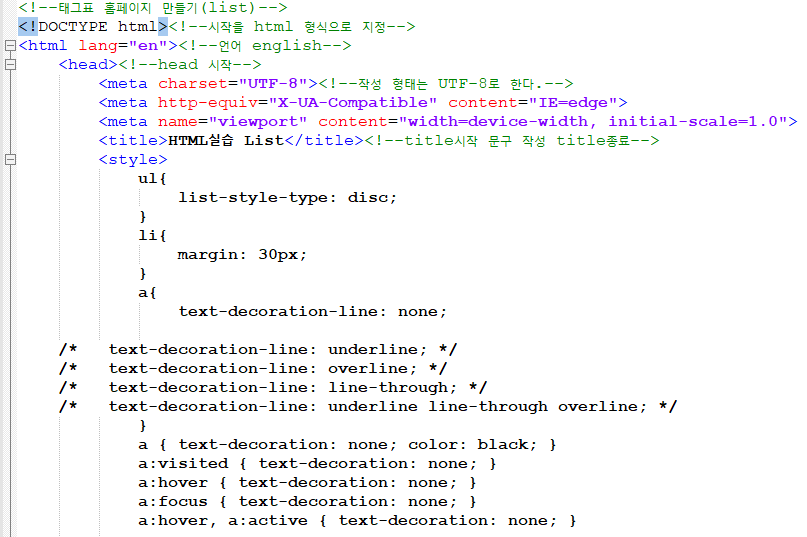 <!--태그표 홈페이지 만들기(list)-->
<!DOCTYPE html><!--시작을 html 형식으로 지정-->
<html lang="en"><!--언어 english-->
<head><!--head 시작-->
<meta charset="UTF-8"><!--작성 형태는 UTF-8로 한다.-->
<meta http-equiv="X-UA-Compatible" content="IE=edge">
<meta name="viewport" content="width=device-width, initial-scale=1.0">
<title>HTML실습 List</title><!--title시작 문구 작성 title종료-->
<style>
ul{
list-style-type: disc;
}
li{
margin: 30px;
}
a{
text-decoration-line: none;
/* text-decoration-line: underline; */
/* text-decoration-line: overline; */
/* text-decoration-line: line-through; */
/* text-decoration-line: underline line-through overline; */
}
a { text-decoration: none; color: black; }
a:visited { text-decoration: none; }
a:hover { text-decoration: none; }
a:focus { text-decoration: none; }
a:hover, a:active { text-decoration: none; }